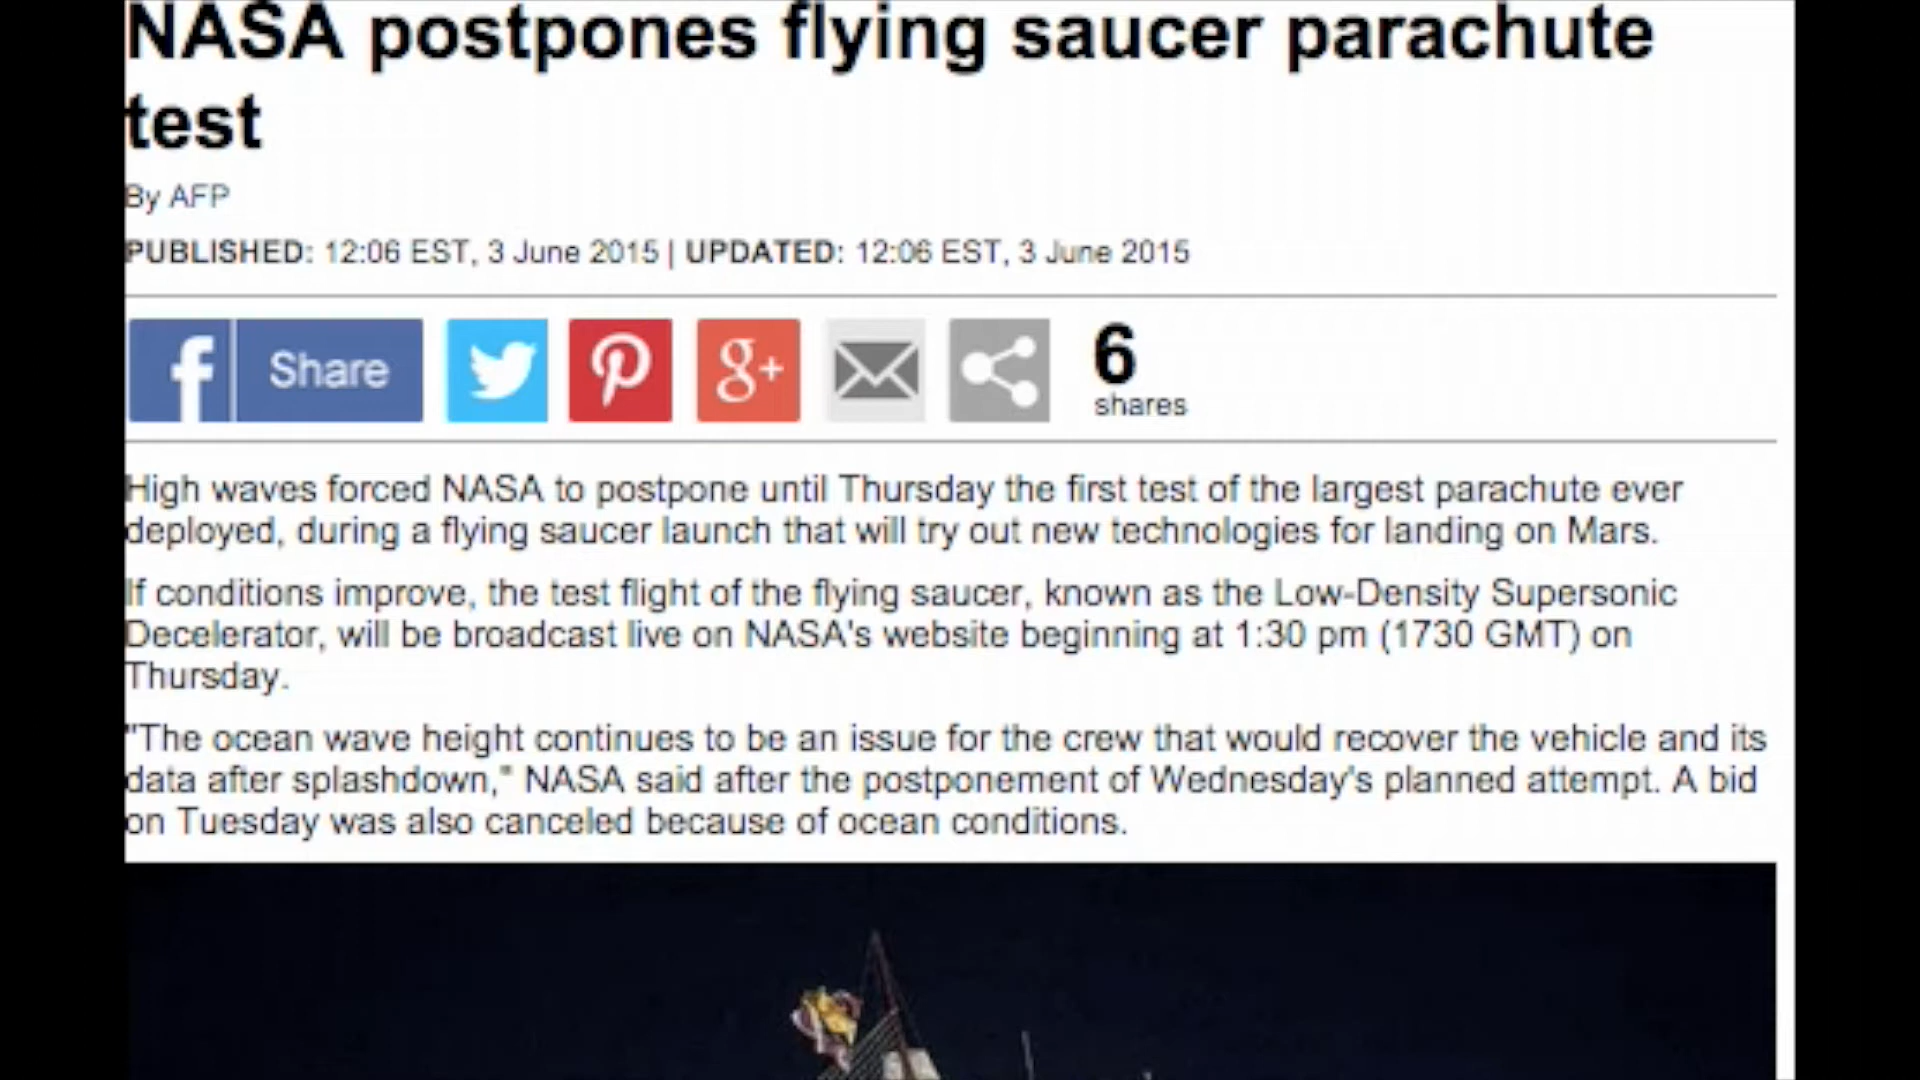 NASA postpones flying saucer parachute
test
By AFP
PUBLISHED: 12:06 EST, 3 June 2015 | UPDATED: 12:06 EST, 3 June 2015
f Share g+ 6
shares
High waves forced NASA to postpone until Thursday the first test of the largest parachute ever
deployed, during a flying saucer launch that will try out new technologies for landing on Mars.
If conditions improve, the test flight of the flying saucer, known as the Low-Density Supersonic
Decelerator, will be broadcast live on NASA's website beginning at 1:30 pm (1730 GMT) on
Thursday.
"The ocean wave height continues to be an issue for the crew that would recover the vehicle and its
data after splashdown," NASA said after the postponement of Wednesday's planned attempt. A bid
on Tuesday was also canceled because of ocean conditions.